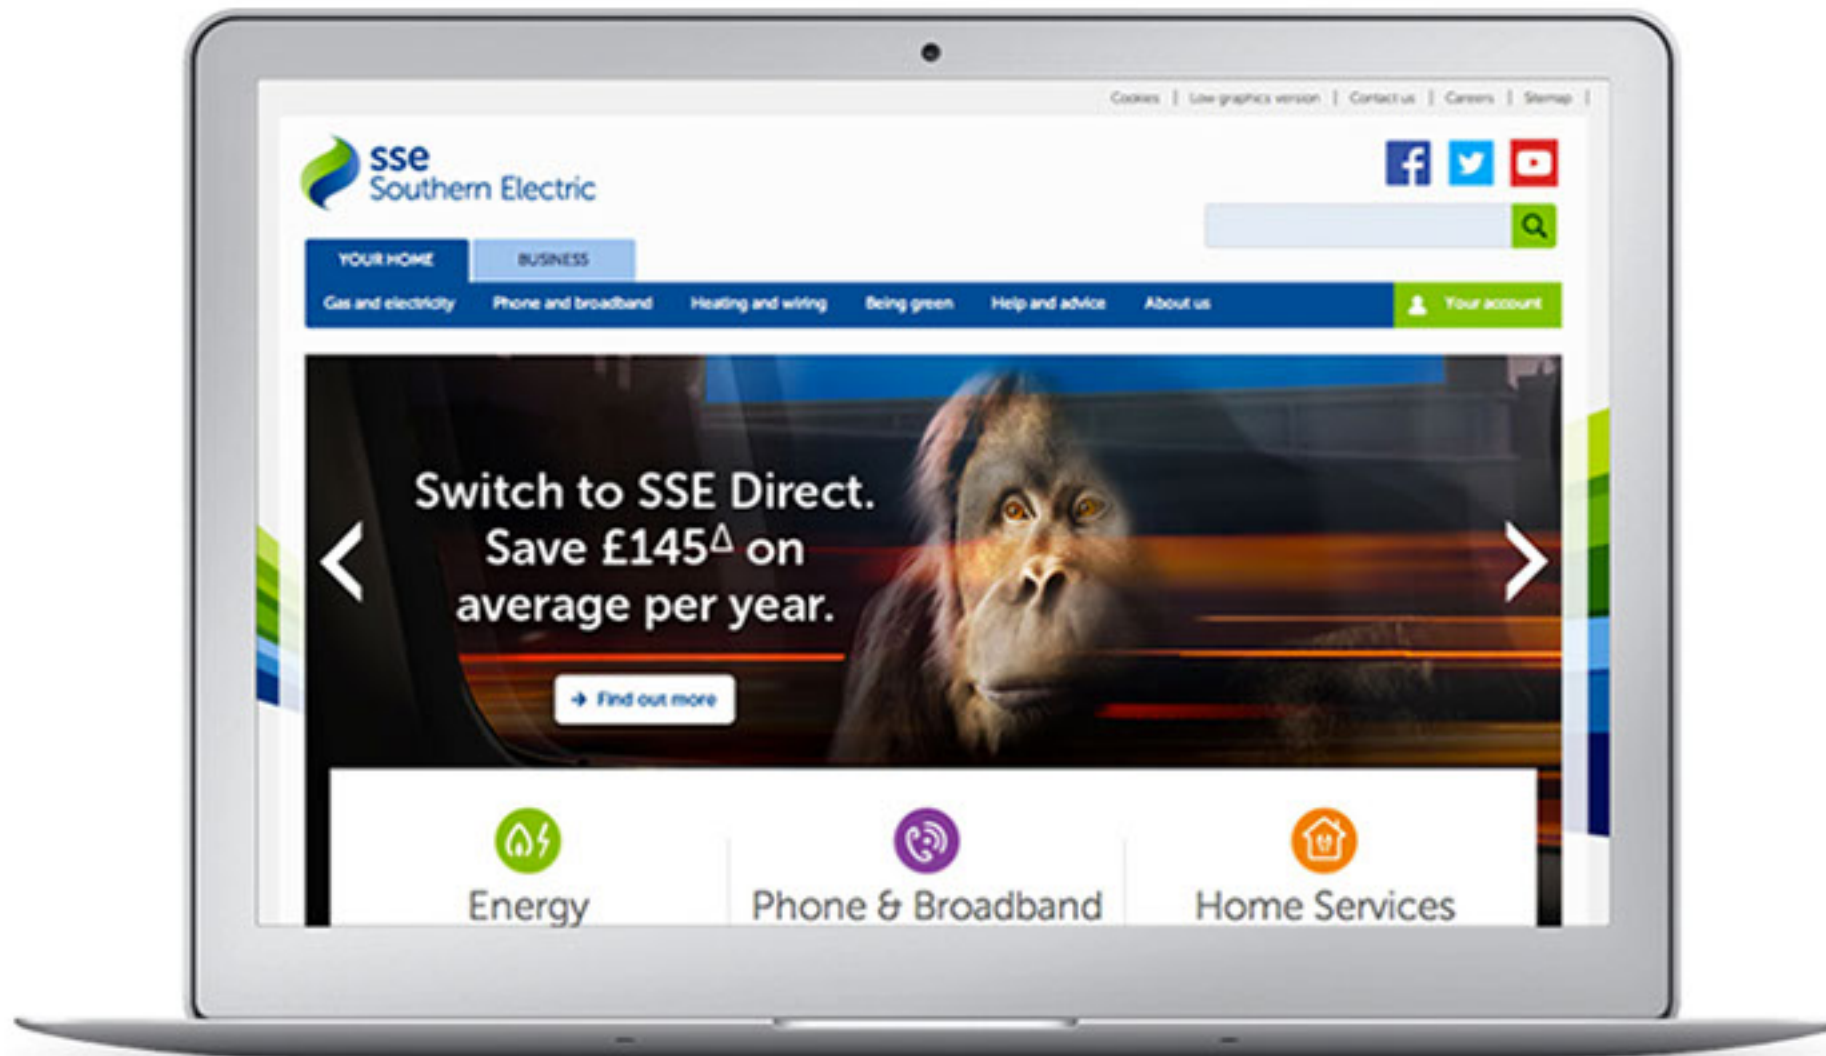 Cookies | Low graphics version | Contact us | Careers | Sitemap |
sse
Southern Electric
YOUR HOME BUSINESS
Gas and electricity Phone and broadband Heating and wiring Being green Help and advice About us Your account
Switch to SSE Direct.
Save £145Δ on
average per year.
→ Find out more
Energy Phone & Broadband Home Services